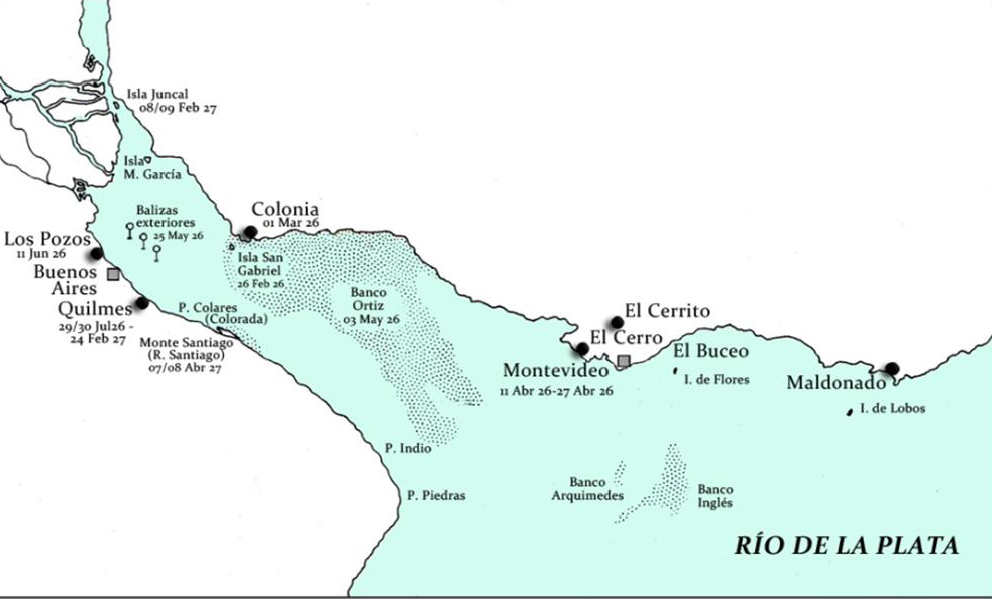 Isla Juncal
08/09 Feb 27
Isla
M. García
Balizas
exteriores
25 May 26
Colonia
01 Mar 26
Los Pozos
11 Jun 26
Buenos
Aires
Quilmes
29/30 Jul26 -
24 Feb 27
Isla San
Gabriel
26 Feb 26
P. Colares
(Colorada)
Monte Santiago
(R. Santiago)
07/08 Abr 27
Banco
Ortiz
03 May 26
El Cerrito
El Cerro
Montevideo
11 Abr 26-27 Abr 26
El Buceo
I. de Flores
Maldonado
I. de Lobos
P. Indio
P. Piedras
Banco
Arquimedes
Banco
Inglés
RÍO DE LA PLATA